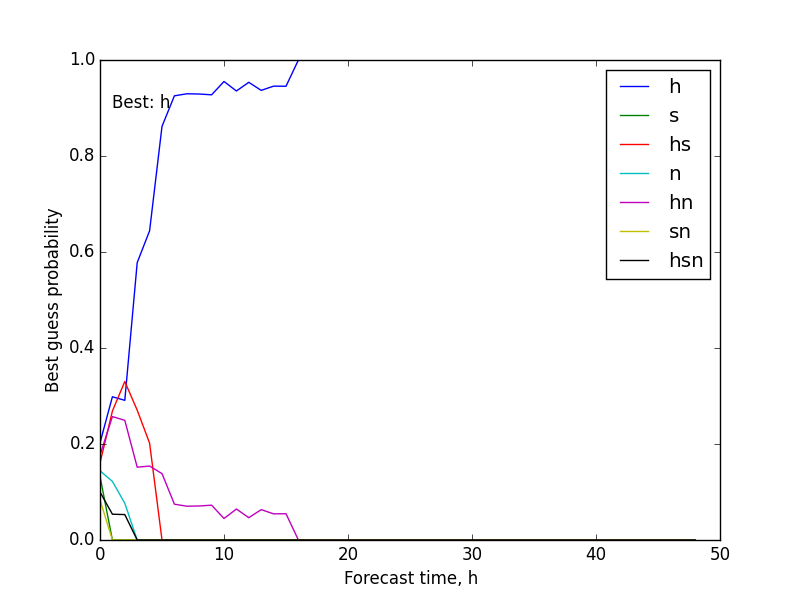 1.0
0.8
0.6
0.4
0.2
0.0
Best guess probability
Best: h
h
s
hs
n
hn
sn
hsn
0 10 20 30 40 50
Forecast time, h